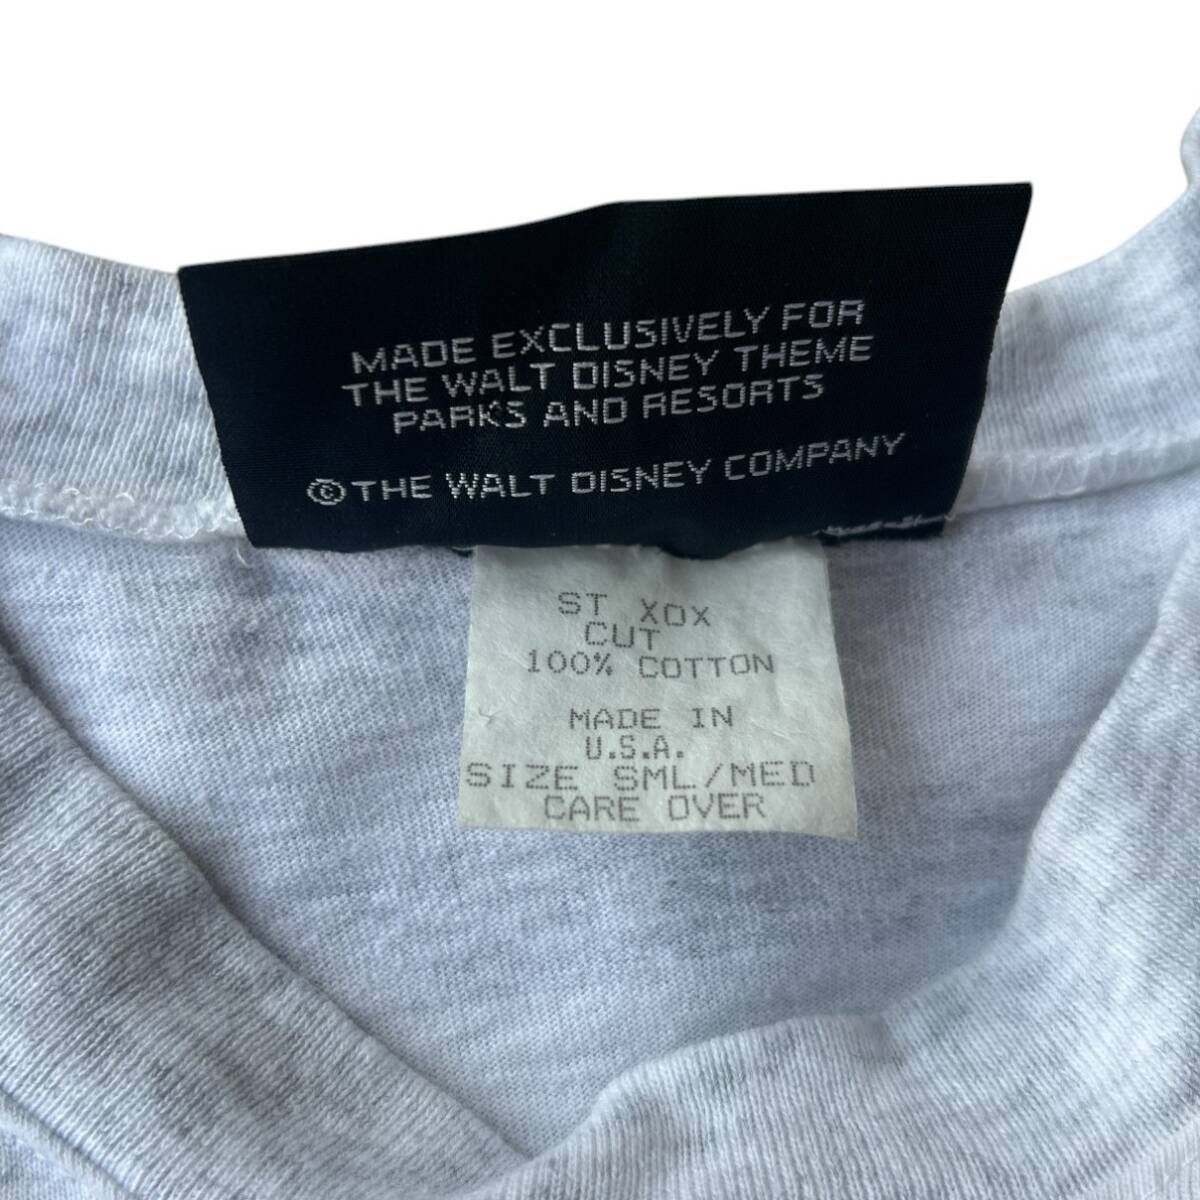 MADE EXCLUSIVELY FOR
THE WALT DISNEY THEME
PARKS AND RESORTS
© THE WALT DISNEY COMPANY
ST XOX
CUT
100% COTTON
MADE IN
U.S.A.
SIZE SML/MED
CARE OVER